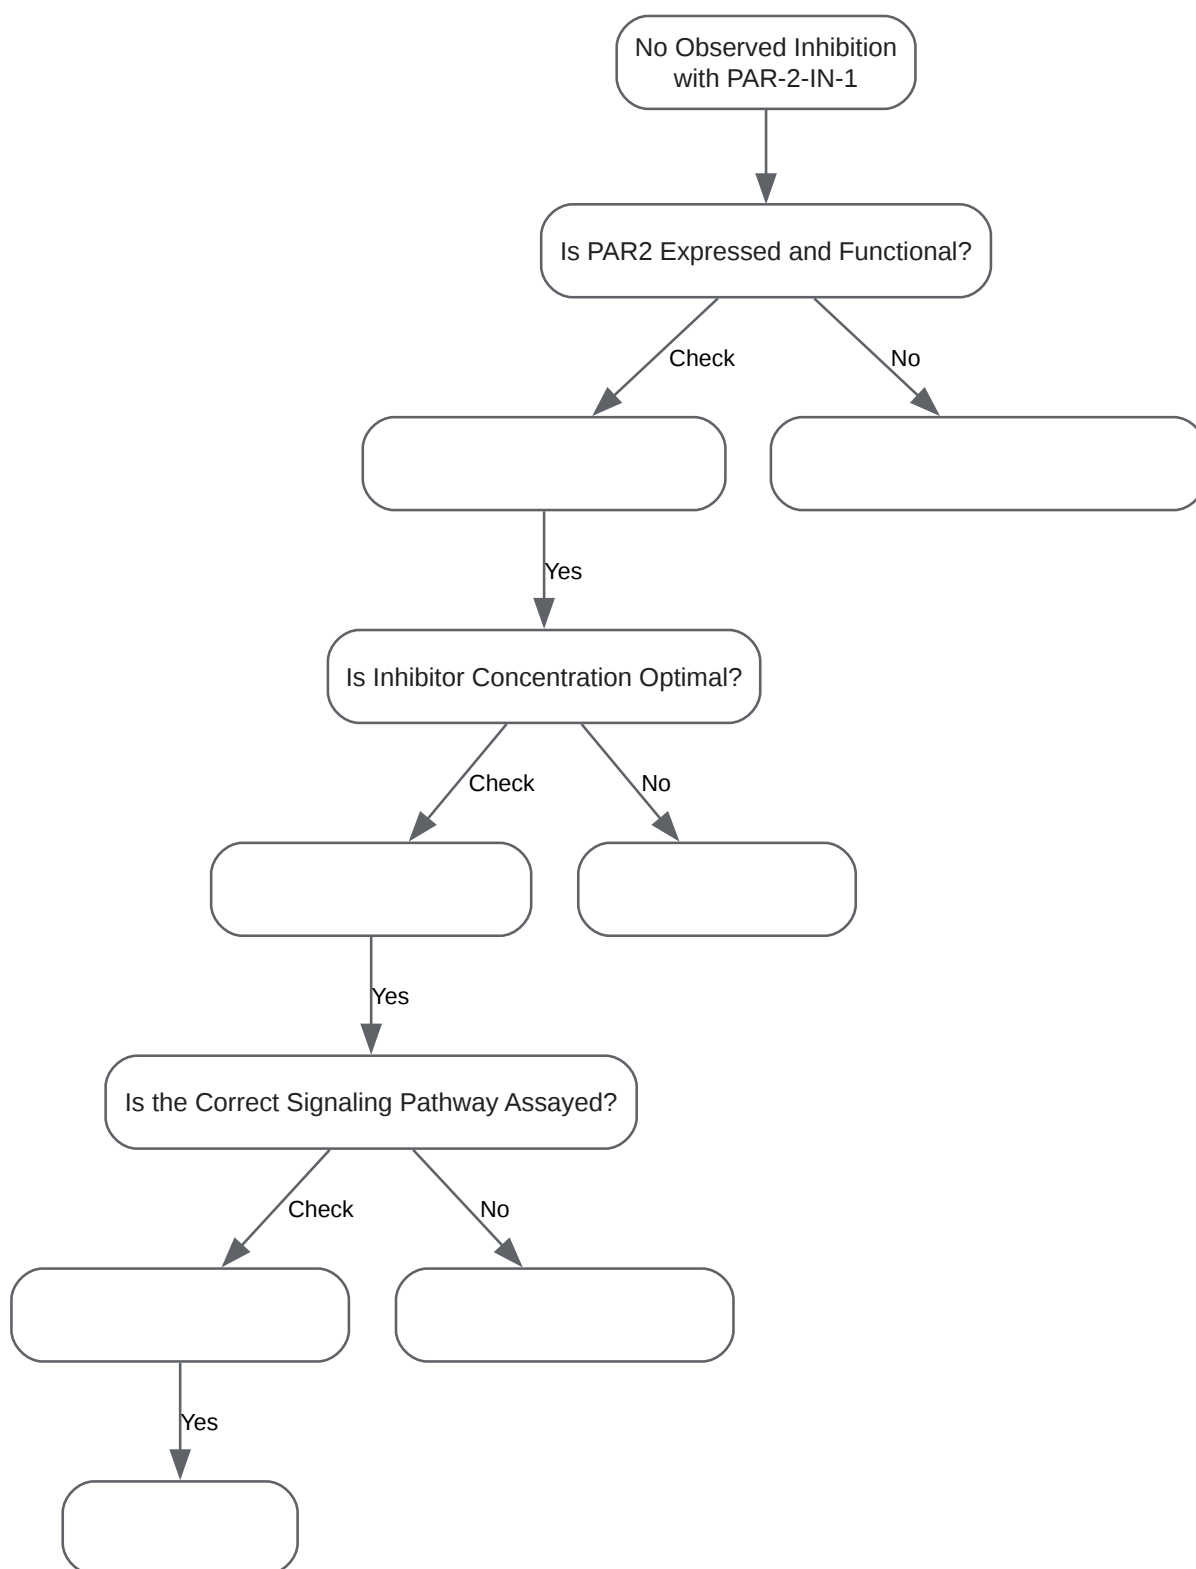 No Observed Inhibition
with PAR-2-IN-1
Is PAR2 Expressed and Functional?
Check
No
Yes
Is Inhibitor Concentration Optimal?
Check
No
Yes
Is the Correct Signaling Pathway Assayed?
Check
No
Yes